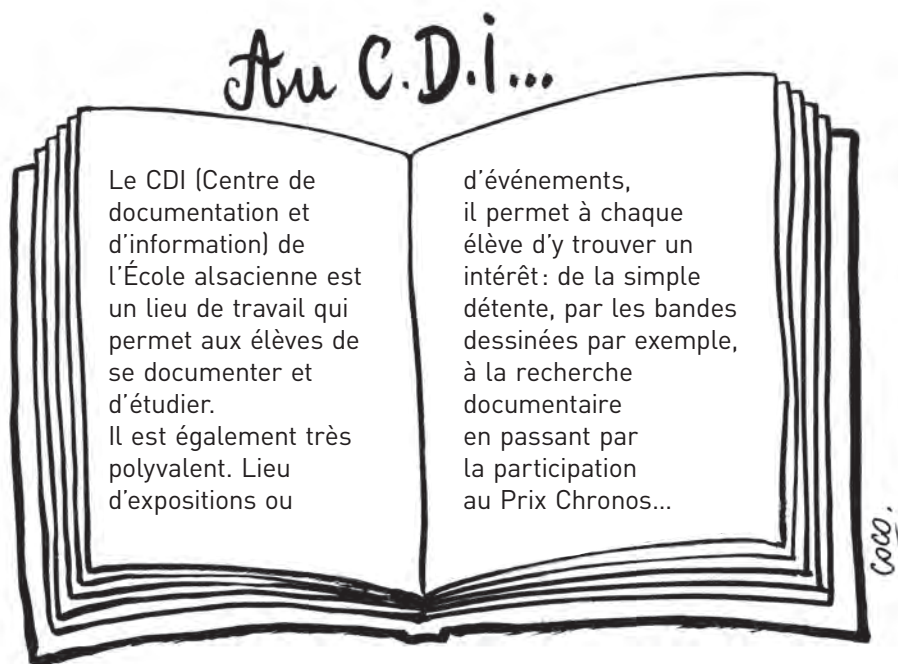 Au C.D.i...
Le CDI (Centre de
documentation et
d'information) de
l'École alsacienne est
un lieu de travail qui
permet aux élèves de
se documenter et
d'étudier.
Il est également très
polyvalent. Lieu
d'expositions ou
d'événements,
il permet à chaque
élève d'y trouver un
intérêt : de la simple
détente, par les bandes
dessinées par exemple,
à la recherche
documentaire
en passant par
la participation
au Prix Chronos...
COCO.